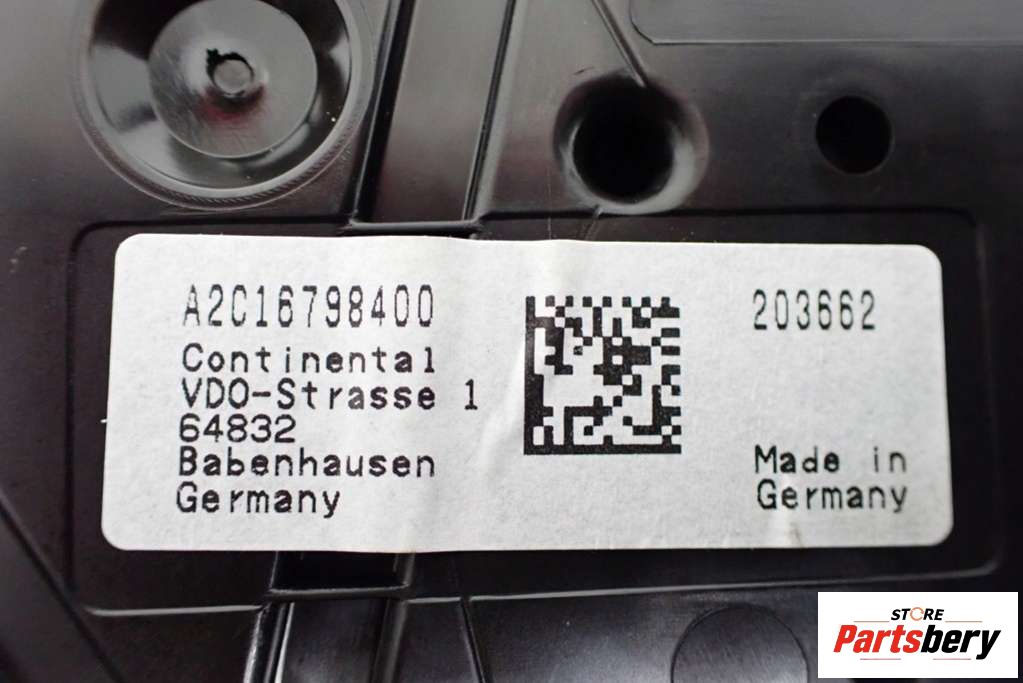 A2C16798400
Continental
VDO-Strasse 1
64832
Babenhausen
Germany
203662
Made in
Germany
STORE
Partsbery